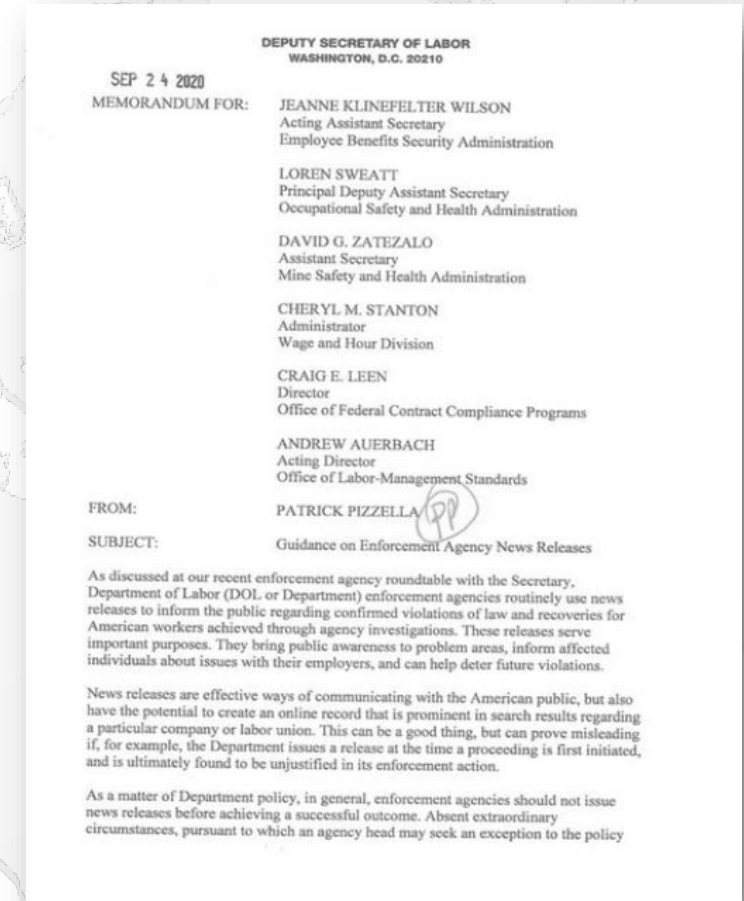 DEPUTY SECRETARY OF LABOR
WASHINGTON, D.C. 20210
SEP 24 2020
MEMORANDUM FOR:
JEANNE KLINEFELTER WILSON
Acting Assistant Secretary
Employee Benefits Security Administration
LOREN SWEATT
Principal Deputy Assistant Secretary
Occupational Safety and Health Administration
DAVID G. ZATEZALO
Assistant Secretary
Mine Safety and Health Administration
CHERYL M. STANTON
Administrator
Wage and Hour Division
CRAIG E. LEEN
Director
Office of Federal Contract Compliance Programs
ANDREW AUERBACH
Acting Director
Office of Labor-Management Standards
FROM: PATRICK PIZZELLA PP
SUBJECT: Guidance on Enforcement Agency News Releases
As discussed at our recent enforcement agency roundtable with the Secretary,
Department of Labor (DOL or Department) enforcement agencies routinely use news
releases to inform the public regarding confirmed violations of law and recoveries for
American workers achieved through agency investigations. These releases serve
important purposes. They bring public awareness to problem areas, inform affected
individuals about issues with their employers, and can help deter future violations.
News releases are effective ways of communicating with the American public, but also
have the potential to create an online record that is prominent in search results regarding
a particular company or labor union. This can be a good thing, but can prove misleading
if, for example, the Department issues a release at the time a proceeding is first initiated,
and is ultimately found to be unjustified in its enforcement action.
As a matter of Department policy, in general, enforcement agencies should not issue
news releases before achieving a successful outcome. Absent extraordinary
circumstances, pursuant to which an agency head may seek an exception to the policy